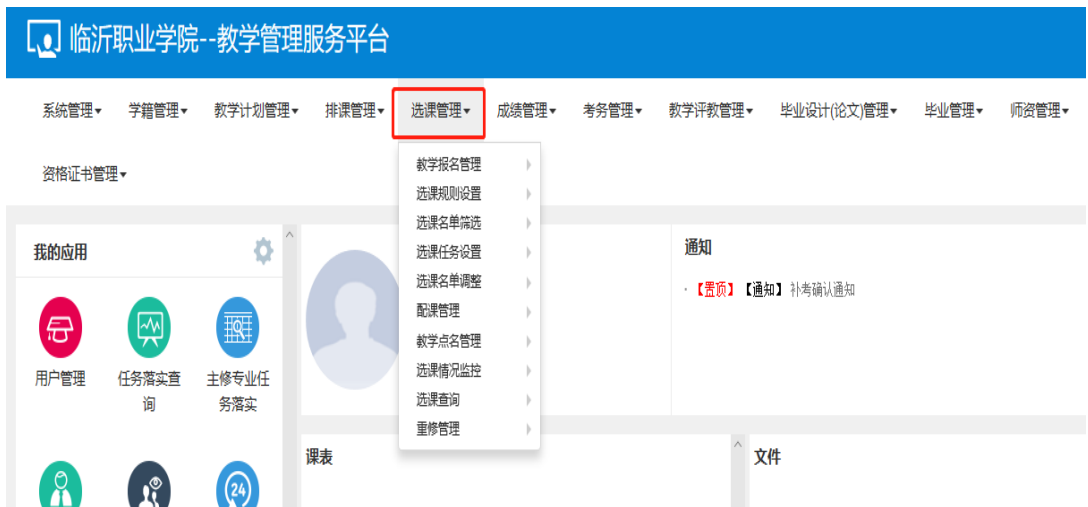 临沂职业学院--教学管理服务平台
系统管理▾ 学籍管理▾ 教学计划管理▾ 排课管理▾ 选课管理▾ 成绩管理▾ 考务管理▾ 教学评教管理▾ 毕业设计(论文)管理▾ 毕业管理▾ 师资管理▾
资格证书管理▾
教学报名管理
选课规则设置
选课名单筛选
选课任务设置
选课名单调整
配课管理
教学点名管理
选课情况监控
选课查询
重修管理
我的应用
用户管理
任务落实查
询
主修专业任
务落实
24
通知
· 【置顶】【通知】 补考确认通知
课表
文件